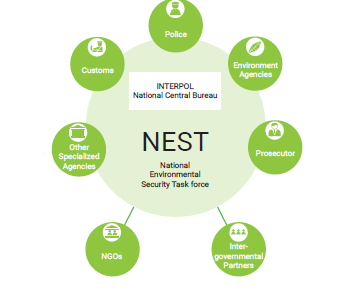 Police
Customs
Environment
Agencies
INTERPOL
National Central Bureau
NEST
National
Environmental
Security Task force
Other
Specialized
Agencies
Prosecutor
NGOs
Inter-
governmental
Partners